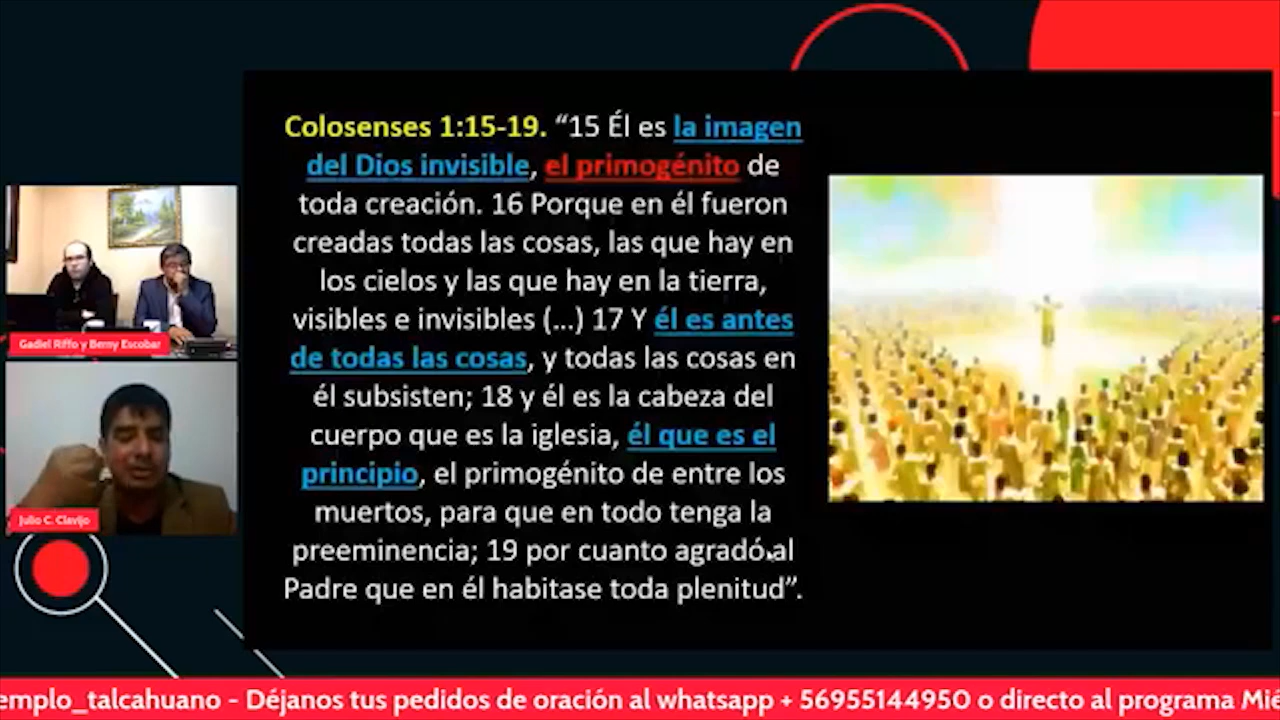 Colosenses 1:15-19. “15 Él es la imagen
del Dios invisible, el primogénito de
toda creación. 16 Porque en él fueron
creadas todas las cosas, las que hay en
los cielos y las que hay en la tierra,
visibles e invisibles (...) 17 Y él es antes
de todas las cosas, y todas las cosas en
él subsisten; 18 y él es la cabeza del
cuerpo que es la iglesia, él que es el
principio, el primogénito de entre los
muertos, para que en todo tenga la
preeminencia; 19 por cuanto agradó al
Padre que en él habitase toda plenitud”.
Gadiel Riffo y Berny Escobar
Julio C. Clavijo
emplo_talcahuano - Déjanos tus pedidos de oración al whatsapp + 56955144950 o directo al programa Mié